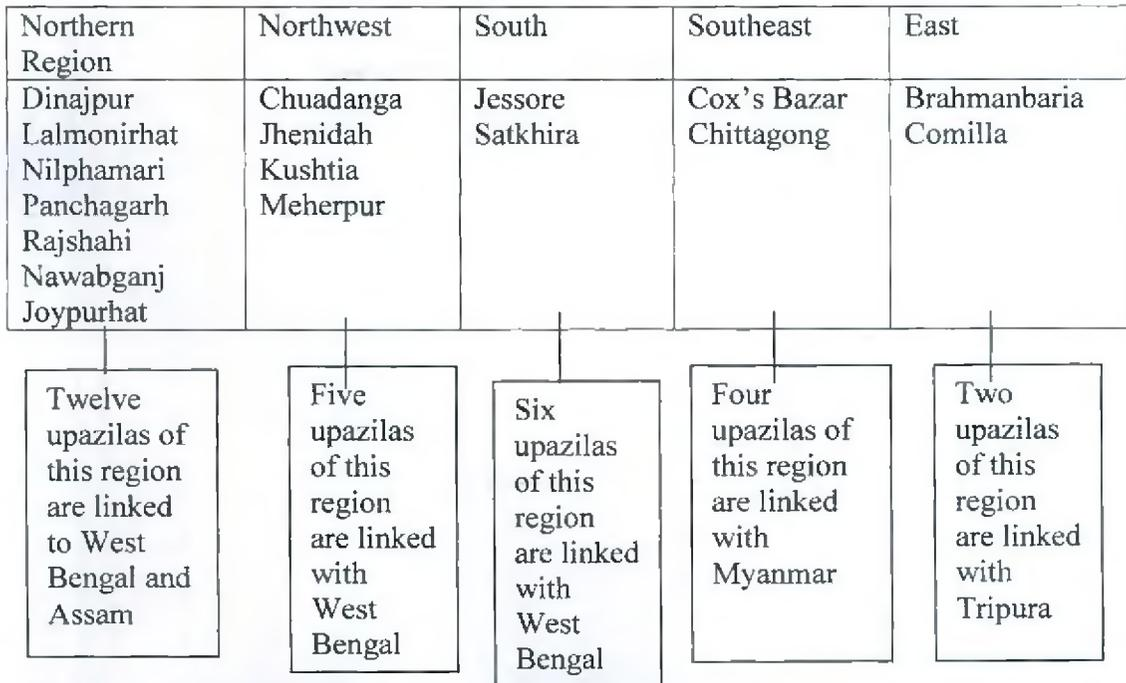 Northern
Region
Northwest
South
Southeast
East
Dinajpur
Lalmonirhat
Nilphamari
Panchagarh
Rajshahi
Nawabganj
Joypurhat
Chuadanga
Jhenidah
Kushtia
Meherpur
Jessore
Satkhira
Cox's Bazar
Chittagong
Brahmanbaria
Comilla
Twelve
upazilas of
this region
are linked
to West
Bengal and
Assam
Five
upazilas
of this
region
are linked
with
West
Bengal
Six
upazilas
of this
region
are linked
with
West
Bengal
Four
upazilas of
this region
are linked
with
Myanmar
Two
upazilas
of this
region
are linked
with
Tripura